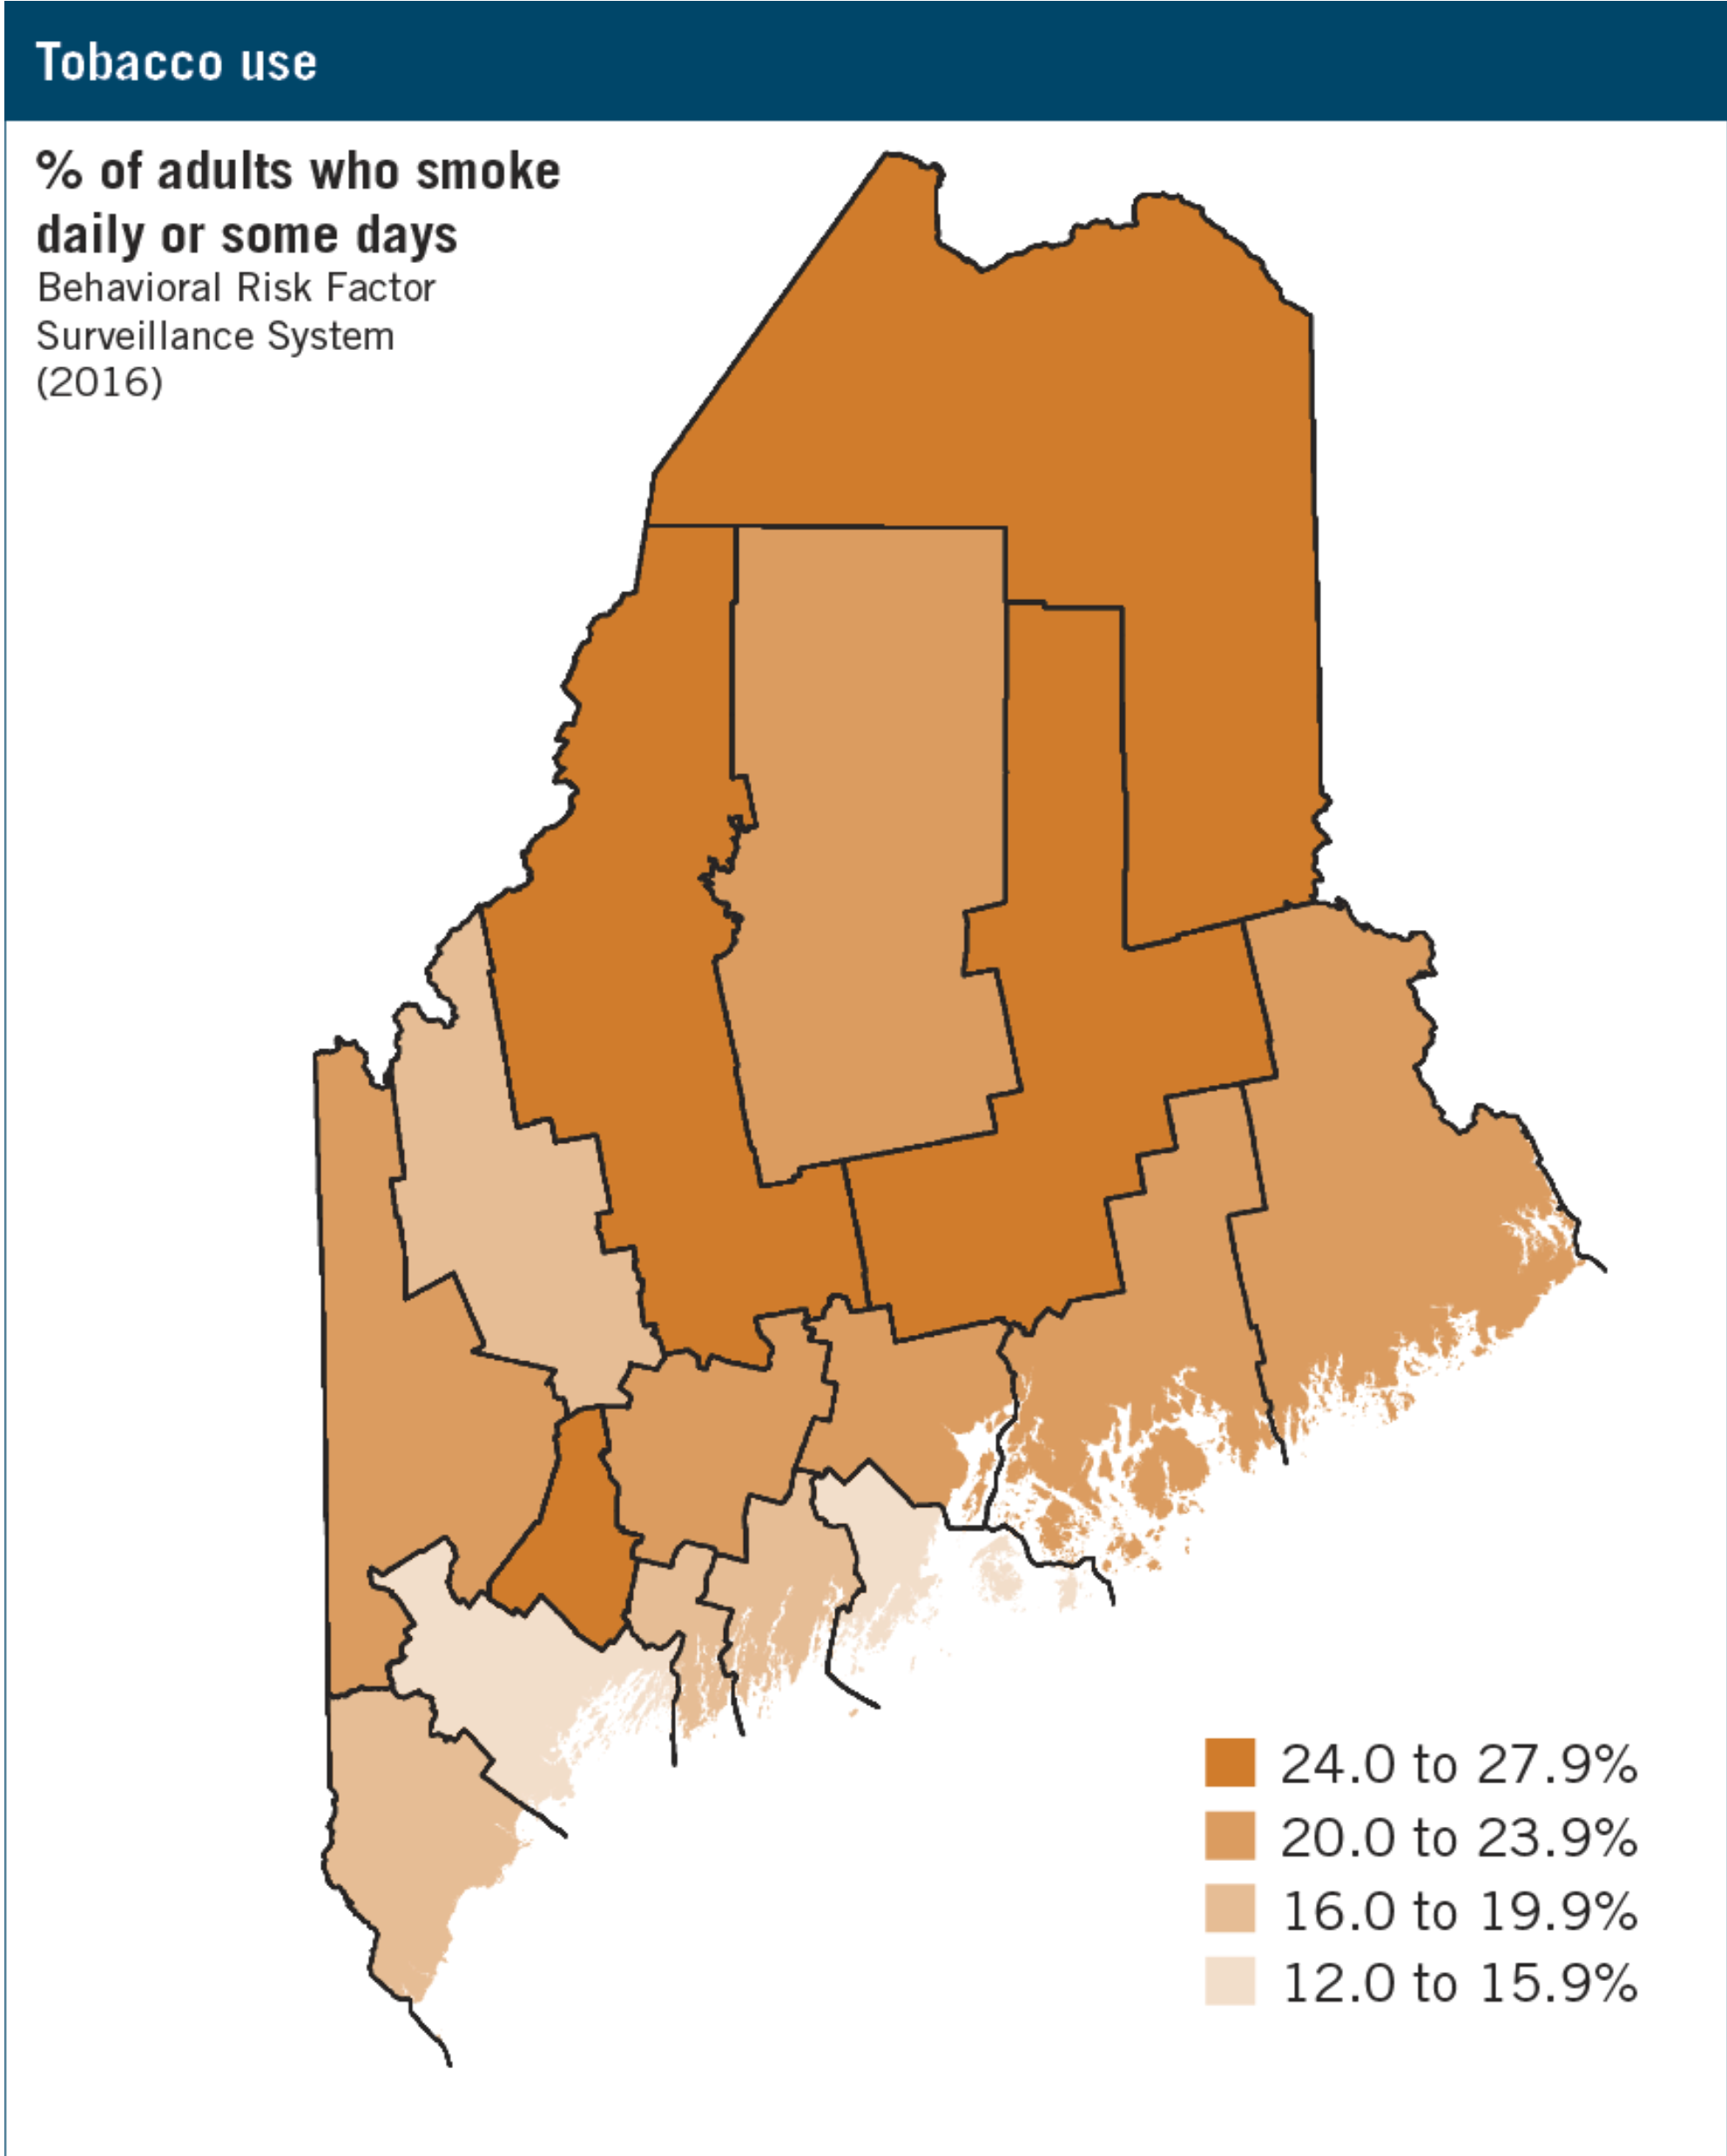 Tobacco use
% of adults who smoke
daily or some days
Behavioral Risk Factor
Surveillance System
(2016)
24.0 to 27.9%
20.0 to 23.9%
16.0 to 19.9%
12.0 to 15.9%